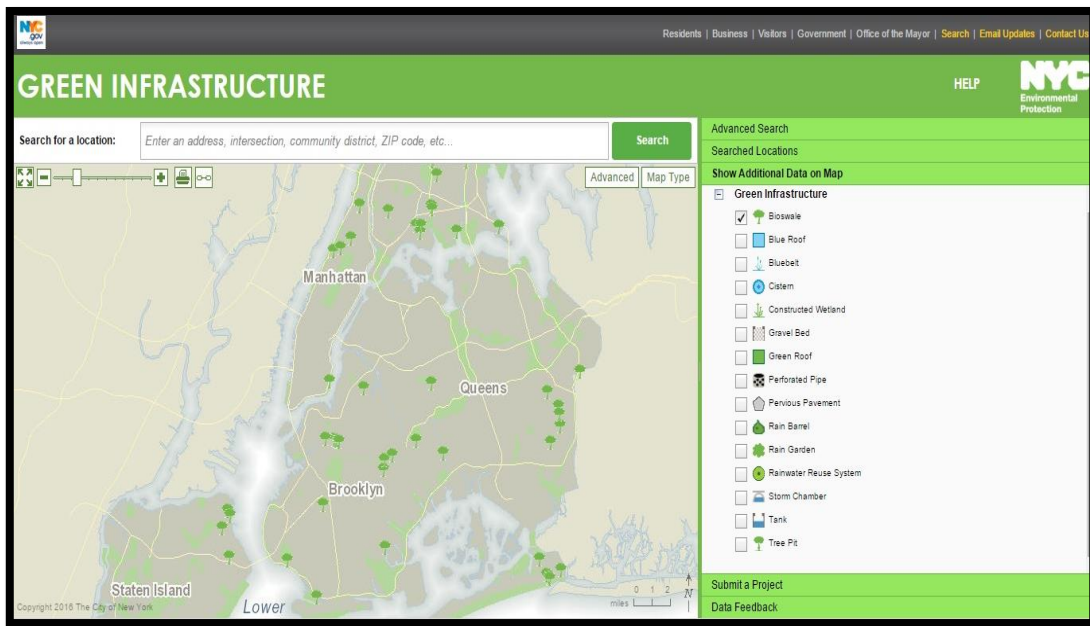 NYC
.gov
always open
Residents | Business | Visitors | Government | Office of the Mayor | Search | Email Updates | Contact Us
GREEN INFRASTRUCTURE
HELP
NYC
Environmental
Protection
Search for a location:
Enter an address, intersection, community district, ZIP code, etc...
Search
Advanced
Map Type
Manhattan
Queens
Brooklyn
Staten Island
Lower
0 1 2
miles
N
Copyright 2016 The City of New York
Advanced Search
Searched Locations
Show Additional Data on Map
Green Infrastructure
Bioswale
Blue Roof
Bluebelt
Cistern
Constructed Wetland
Gravel Bed
Green Roof
Perforated Pipe
Pervious Pavement
Rain Barrel
Rain Garden
Rainwater Reuse System
Storm Chamber
Tank
Tree Pit
Submit a Project
Data Feedback